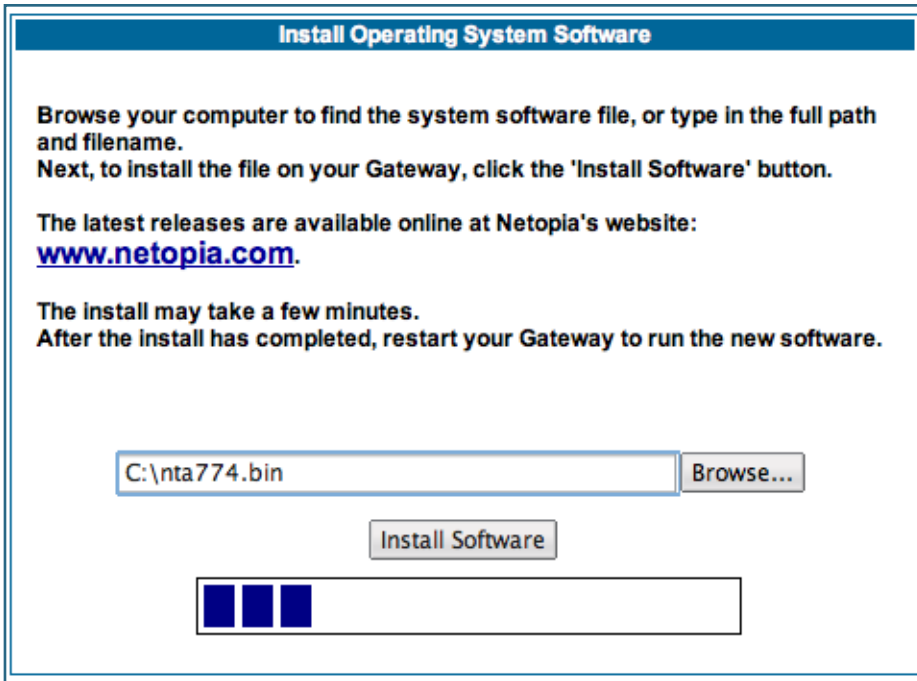 Install Operating System Software
Browse your computer to find the system software file, or type in the full path
and filename.
Next, to install the file on your Gateway, click the 'Install Software' button.
The latest releases are available online at Netopia's website:
www.netopia.com.
The install may take a few minutes.
After the install has completed, restart your Gateway to run the new software.
C:\nta774.bin Browse...
Install Software